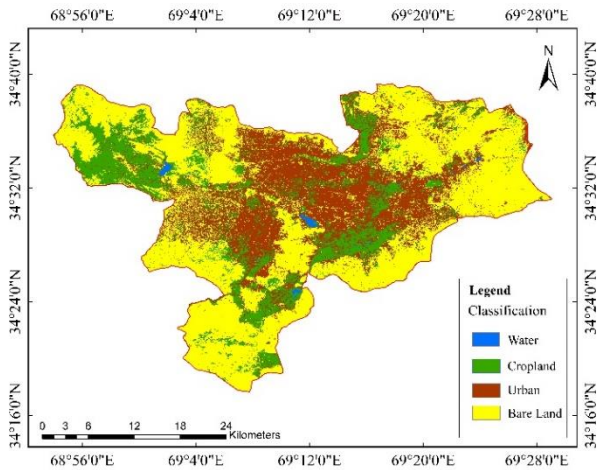 68°56'0"E 69°4'0"E 69°12'0"E 69°20'0"E 69°28'0"E
34°40'0"N 34°40'0"N
N
34°32'0"N 34°32'0"N
34°24'0"N 34°24'0"N
34°16'0"N 34°16'0"N
Legend
Classification
Water
Cropland
Urban
Bare Land
0 3 6 12 18 24
Kilometers
68°56'0"E 69°4'0"E 69°12'0"E 69°20'0"E 69°28'0"E